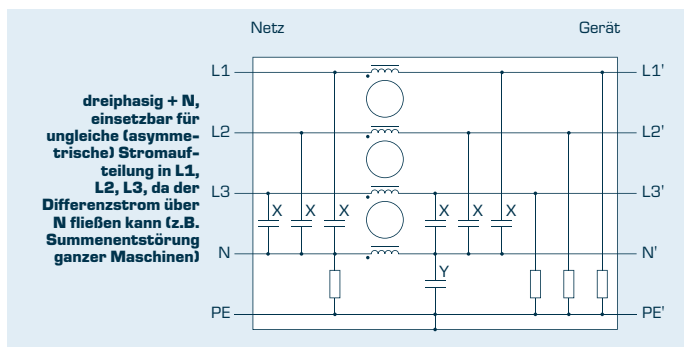 Netz
Gerät
dreiphasig + N,
einsetzbar für
ungleiche (asymme-
trische) Stromauf-
teilung in L1,
L2, L3, da der
Differenzstrom über
N fließen kann (z.B.
Summenentstörung
ganzer Maschinen)
L1
L1'
L2
L2'
L3
L3'
X
X
X
X
X
X
N
N'
Y
PE
PE'